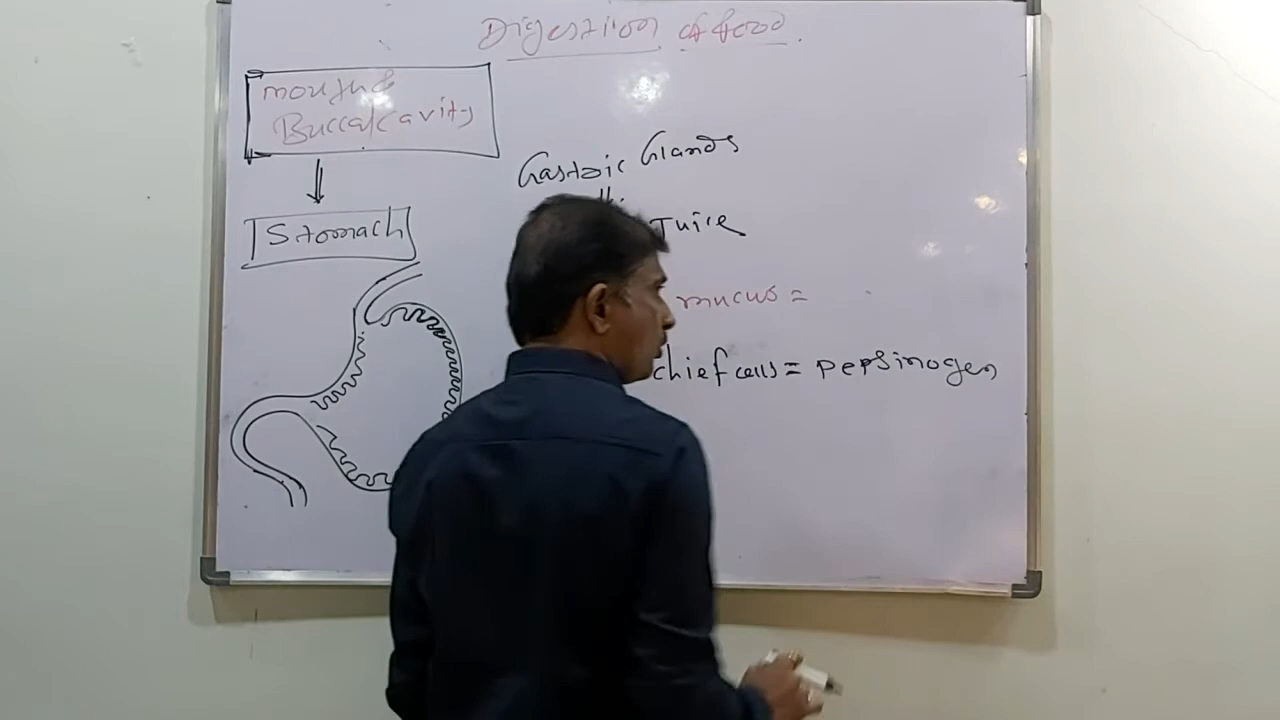 Digestion of food.
mouth &
Buccal cavity
Stomach
Gastric Glands
Juice
mucus =
chief cells = pepsinogen